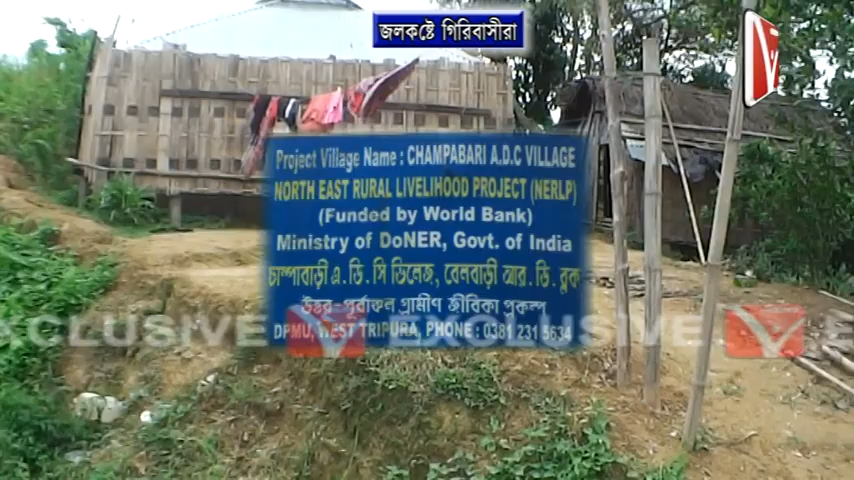 জলকষ্টে গিরিবাসীরা
Project Village Name : CHAMPABARI A.D.C VILLAGE
NORTH EAST RURAL LIVELIHOOD PROJECT (NERLP)
(Funded by World Bank)
Ministry of DoNER, Govt. of India
চাম্পাবাড়ী এ.ডি.সি ভিলেজ, বেলবাড়ী আর.ডি.ব্লক
উত্তর-পূর্বাঞ্চল গ্রামীণ জীবিকা প্রকল্প
DPMU, WEST TRIPURA, PHONE : 0381 231 5634
EXCLUSIVE EXCLUSIVE